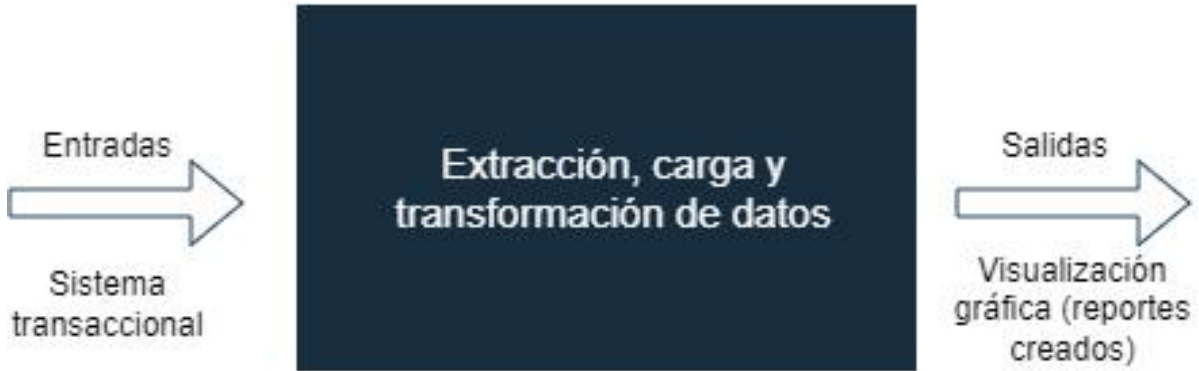 Entradas
Sistema
transaccional
Extracción, carga y
transformación de datos
Salidas
Visualización
gráfica (reportes
creados)